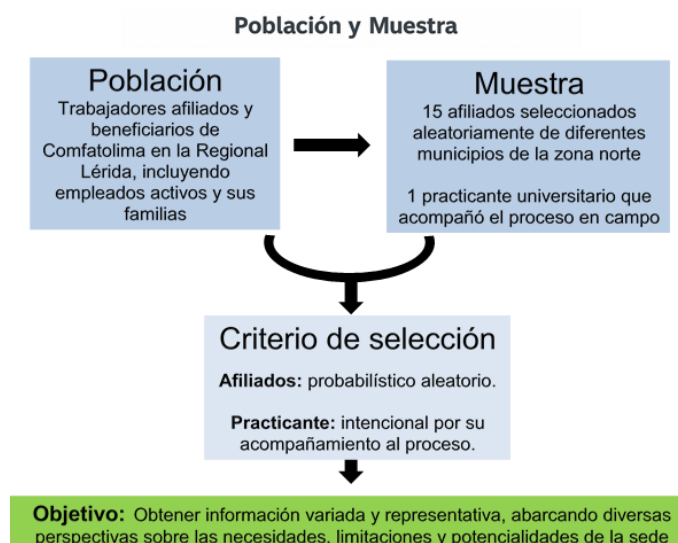 Población y Muestra
Población
Trabajadores afiliados y
beneficiarios de
Comfatolima en la Regional
Lérida, incluyendo
empleados activos y sus
familias
Muestra
15 afiliados seleccionados
aleatoriamente de diferentes
municipios de la zona norte
1 practicante universitario que
acompañó el proceso en campo
Criterio de selección
Afiliados: probabilístico aleatorio.
Practicante: intencional por su
acompañamiento al proceso.
Objetivo: Obtener información variada y representativa, abarcando diversas
perspectivas sobre las necesidades, limitaciones y potencialidades de la sede